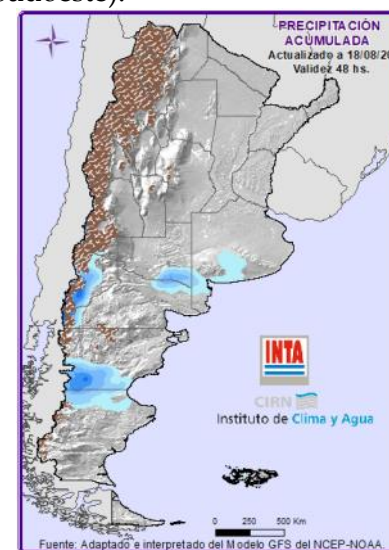 PRECIPITACIÓN
ACUMULADA
Actualizado a 18/08/20
Validez 48 hs.
INTA
CIRN
Instituto de Clima y Agua
0 250 500 Km
Fuente: Adaptado e interpretado del Modelo GFS del NCEP-NOAA.